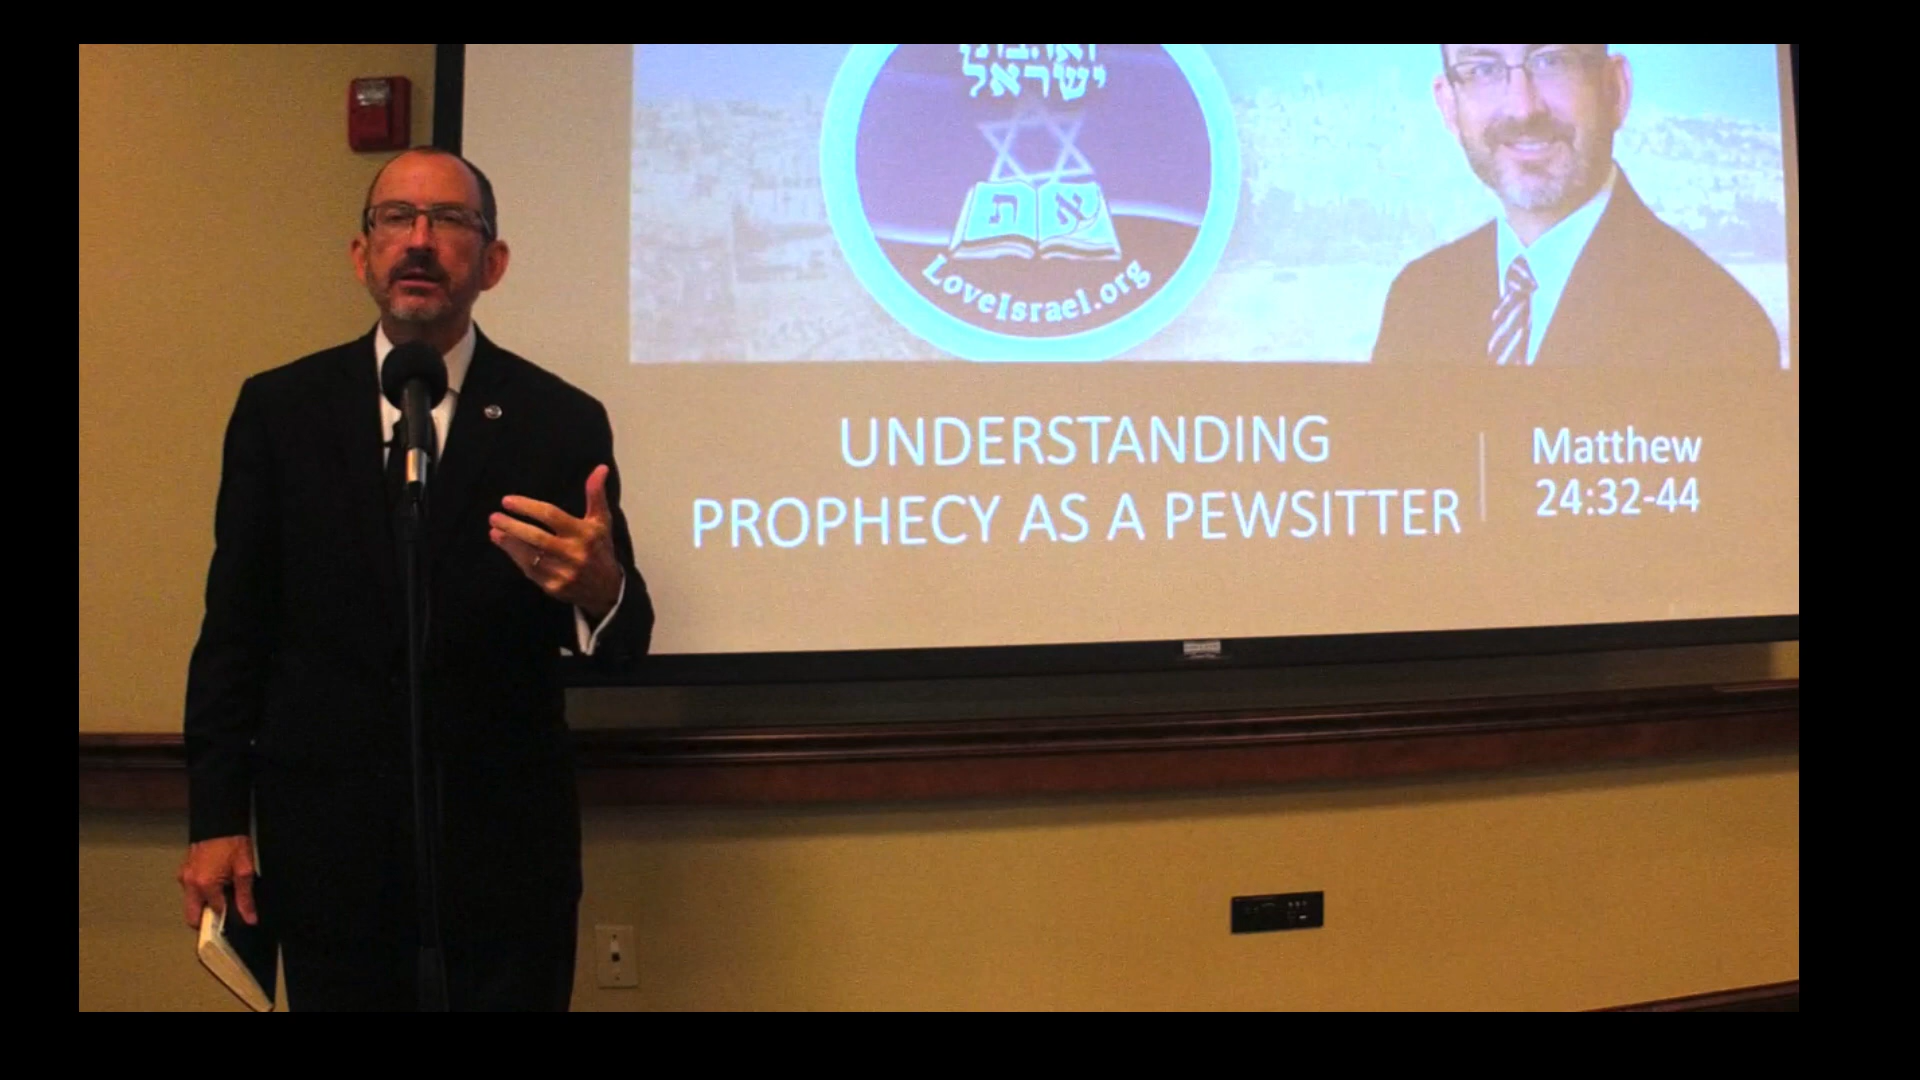 ישראל
ת א
LoveIsrael.org
UNDERSTANDING
PROPHECY AS A PEWSITTER
Matthew
24:32-44